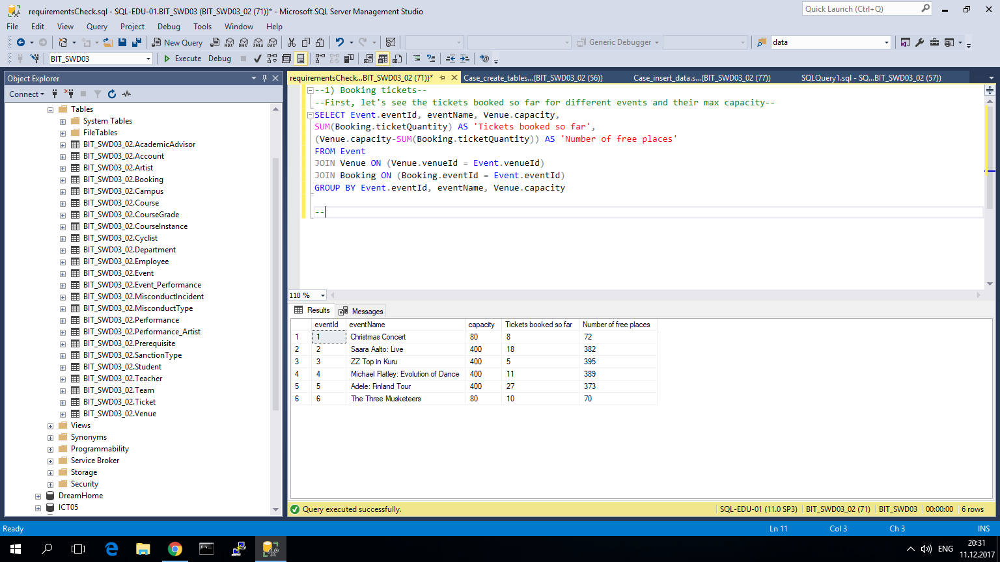 requirementsCheck.sql - SQL-EDU-01.BIT_SWD03 (BIT_SWD03_02 (71))* - Microsoft SQL Server Management Studio
Quick Launch (Ctrl+Q)
File Edit View Query Project Debug Tools Window Help
New Query
MDX DMX XMLA DAX
Generic Debugger
data
BIT_SWD03
Execute Debug
Object Explorer
Connect
Tables
System Tables
FileTables
BIT_SWD03_02.AcademicAdvisor
BIT_SWD03_02.Account
BIT_SWD03_02.Artist
BIT_SWD03_02.Booking
BIT_SWD03_02.Campus
BIT_SWD03_02.Course
BIT_SWD03_02.CourseGrade
BIT_SWD03_02.CourseInstance
BIT_SWD03_02.Cyclist
BIT_SWD03_02.Department
BIT_SWD03_02.Employee
BIT_SWD03_02.Event
BIT_SWD03_02.Event_Performance
BIT_SWD03_02.MisconductIncident
BIT_SWD03_02.MisconductType
BIT_SWD03_02.Performance
BIT_SWD03_02.Performance_Artist
BIT_SWD03_02.Prerequisite
BIT_SWD03_02.SanctionType
BIT_SWD03_02.Student
BIT_SWD03_02.Teacher
BIT_SWD03_02.Team
BIT_SWD03_02.Ticket
BIT_SWD03_02.Venue
Views
Synonyms
Programmability
Service Broker
Storage
Security
DreamHome
ICT05
requirementsCheck...BIT_SWD03_02 (71))* Case_create_tables...(BIT_SWD03_02 (56)) Case_insert_data.s...(BIT_SWD03_02 (77)) SQLQuery1.sql - SQ...BIT_SWD03_02 (57))
--1) Booking tickets--
--First, let's see the tickets booked so far for different events and their max capacity--
SELECT Event.eventId, eventName, Venue.capacity,
SUM(Booking.ticketQuantity) AS 'Tickets booked so far',
(Venue.capacity-SUM(Booking.ticketQuantity)) AS 'Number of free places'
FROM Event
JOIN Venue ON (Venue.venueId = Event.venueId)
JOIN Booking ON (Booking.eventId = Event.eventId)
GROUP BY Event.eventId, eventName, Venue.capacity
--
110 %
Results Messages
eventId eventName capacity Tickets booked so far Number of free places
1 1 Christmas Concert 80 8 72
2 2 Saara Aalto: Live 400 18 382
3 3 ZZ Top in Kuru 400 5 395
4 4 Michael Flatley: Evolution of Dance 400 11 389
5 5 Adele: Finland Tour 400 27 373
6 6 The Three Musketeers 80 10 70
Query executed successfully. SQL-EDU-01 (11.0 SP3) BIT_SWD03_02 (71) BIT_SWD03 00:00:00 6 rows
Ready Ln 11 Col 3 Ch 3 INS
ENG
20:31
11.12.2017